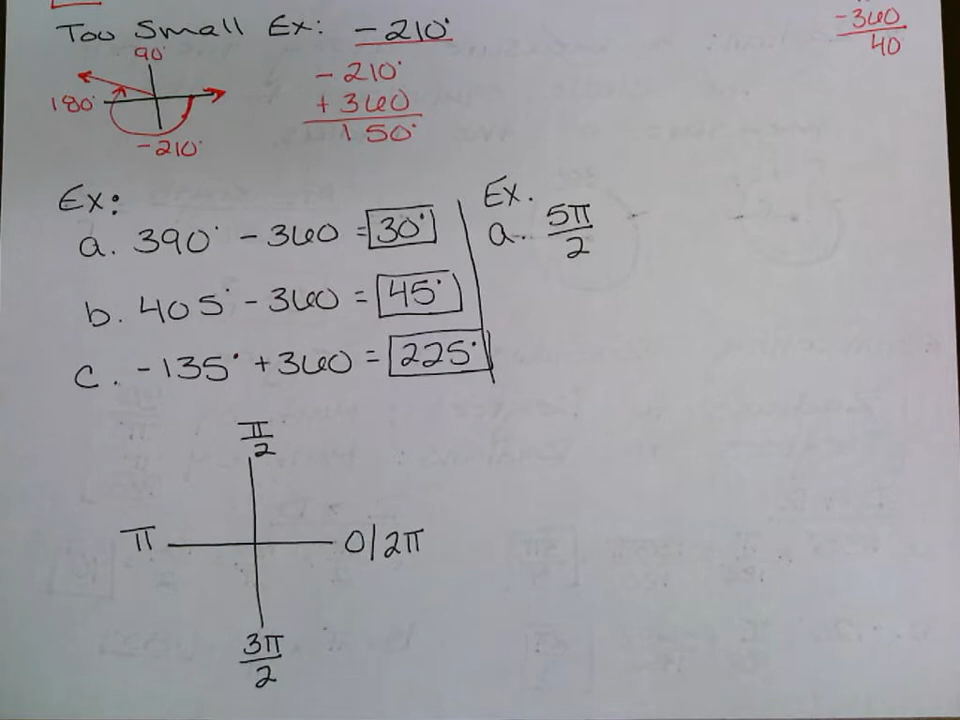 Too Small Ex: -210°
-360
40
90°
180°
-210°
-210°
+360
150°
Ex:
a. 390° - 360 = 30°
b. 405° - 360 = 45°
c. -135° + 360 = 225°
Ex.
a. 5π/2
π/2
π
0/2π
3π/2